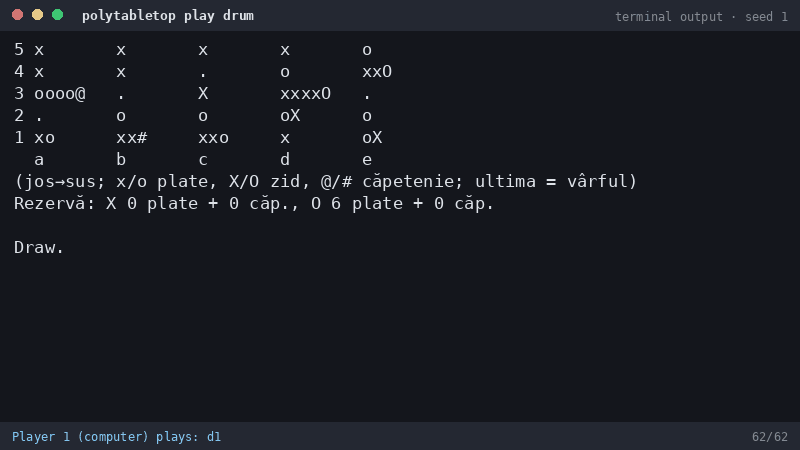 polytabletop play drum
terminal output · seed 1
5 x x x x o
4 x x . o xxO
3 oooo@ . X xxxxO .
2 . o o oX o
1 xo xx# xxo x oX
a b c d e
(jos→sus; x/o plate, X/O zid, @/# căpetenie; ultima = vârful)
Rezervă: X 0 plate + 0 căp., O 6 plate + 0 căp.
Draw.
Player 1 (computer) plays: d1
62/62